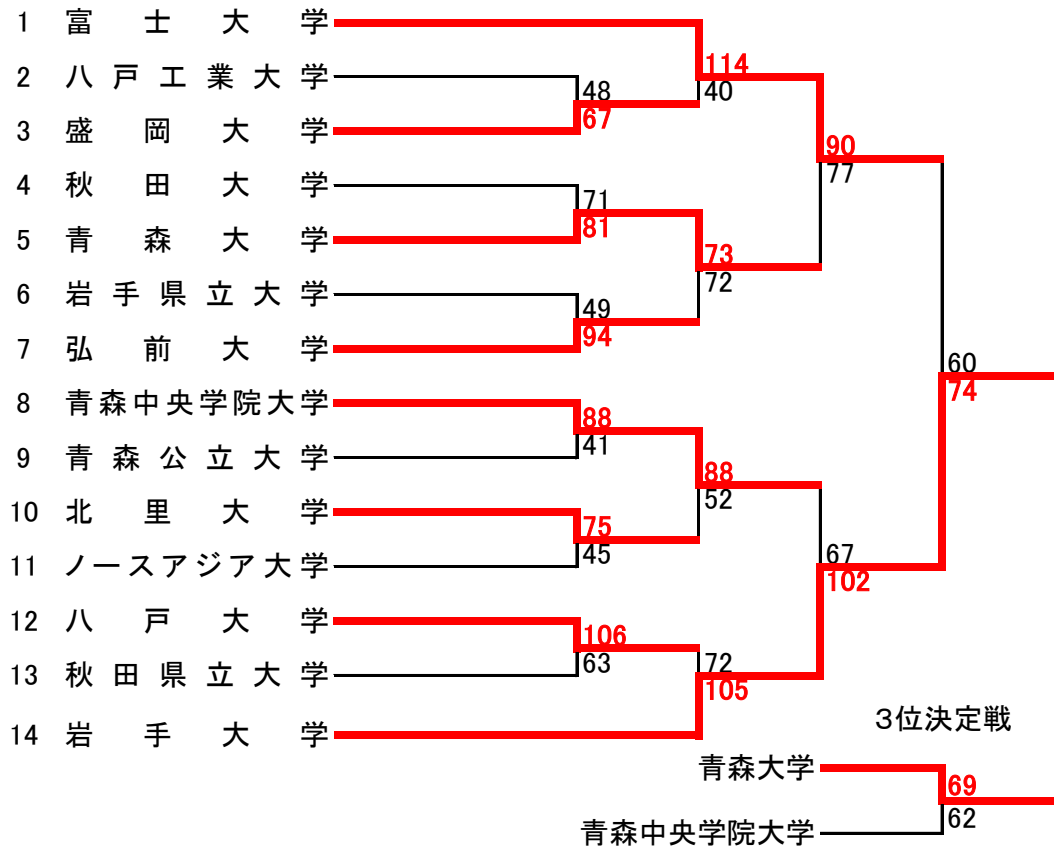 1 富士大学
114
2 八戸工業大学
48
40
67
3 盛岡大学
90
77
4 秋田大学
71
81
5 青森大学
73
72
6 岩手県立大学
49
94
7 弘前大学
60
74
8 青森中央学院大学
88
41
9 青森公立大学
88
52
10 北里大学
75
45
11 ノースアジア大学
67
102
12 八戸大学
106
63
13 秋田県立大学
72
105
14 岩手大学
3位決定戦
青森大学
69
62
青森中央学院大学